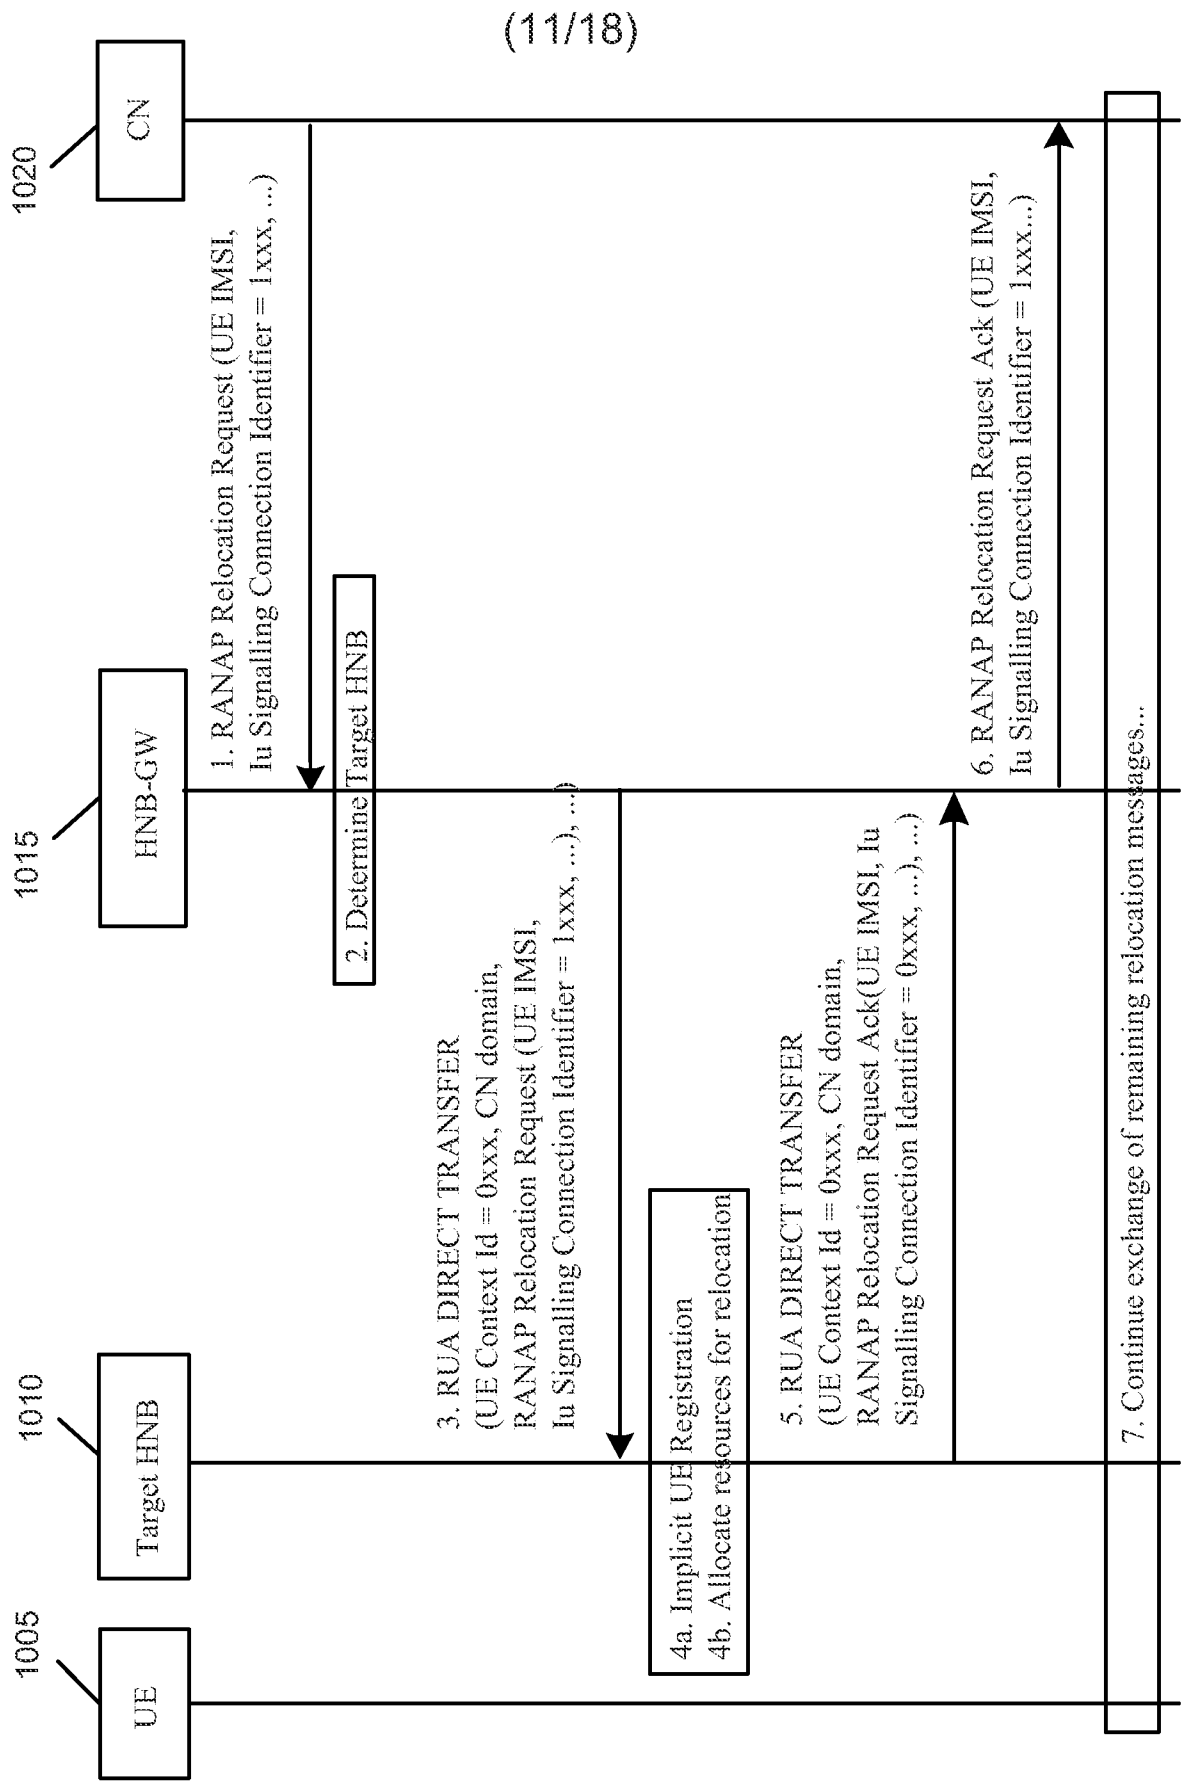 (11/18)
1005
1010
1015
1020
UE
Target HNB
HNB-GW
CN
1. RANAP Relocation Request (UE IMSI,
Iu Signalling Connection Identifier = 1xxx, ...)
2. Determine Target HNB
3. RUA DIRECT TRANSFER
(UE Context Id = 0xxx, CN domain,
RANAP Relocation Request (UE IMSI,
Iu Signalling Connection Identifier = 1xxx, ...), ...)
4a. Implicit UE Registration
4b. Allocate resources for relocation
5. RUA DIRECT TRANSFER
(UE Context Id = 0xxx, CN domain,
RANAP Relocation Request Ack(UE IMSI, Iu
Signalling Connection Identifier = 0xxx, ...), ...)
6. RANAP Relocation Request Ack (UE IMSI,
Iu Signalling Connection Identifier = 1xxx...)
7. Continue exchange of remaining relocation messages...